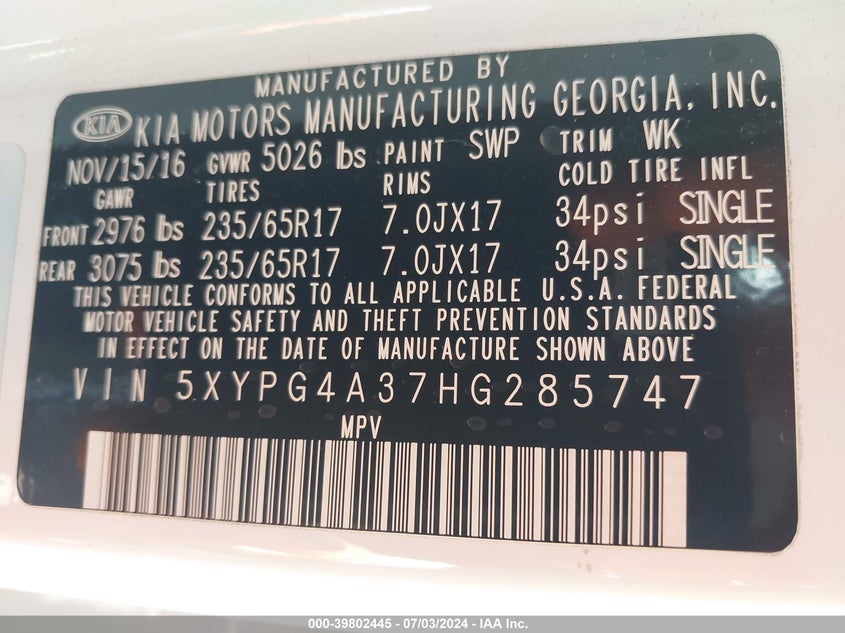 MANUFACTURED BY
KIA KIA MOTORS MANUFACTURING GEORGIA, INC.
NOV/15/16 GVWR 5026 lbs PAINT SWP TRIM WK
GAWR TIRES RIMS COLD TIRE INFL
FRONT 2976 lbs 235/65R17 7.0JX17 34psi SINGLE
REAR 3075 lbs 235/65R17 7.0JX17 34psi SINGLE
THIS VEHICLE CONFORMS TO ALL APPLICABLE U.S.A. FEDERAL
MOTOR VEHICLE SAFETY AND THEFT PREVENTION STANDARDS
IN EFFECT ON THE DATE OF MANUFACTURE SHOWN ABOVE
VIN 5XYPG4A37HG285747
MPV
000-39802445 - 07/03/2024 - IAA Inc.